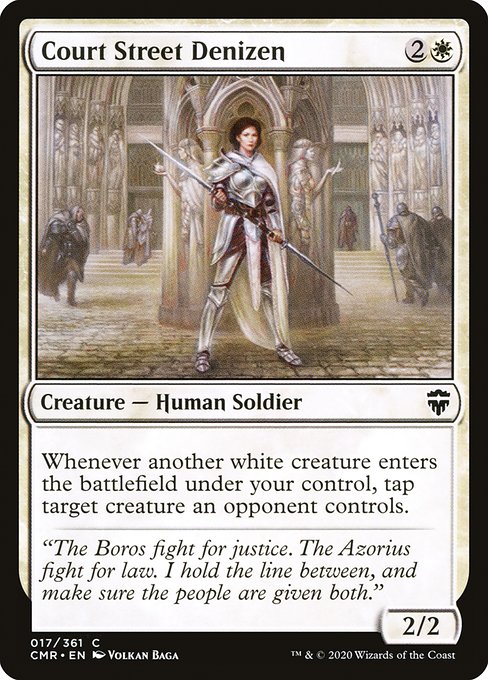 Court Street Denizen 2
Creature — Human Soldier
Whenever another white creature enters
the battlefield under your control, tap
target creature an opponent controls.
“The Boros fight for justice. The Azorius
fight for law. I hold the line between, and
make sure the people are given both.”
2/2
017/361 C
CMR • EN Volkan Baga
™ & © 2020 Wizards of the Coast